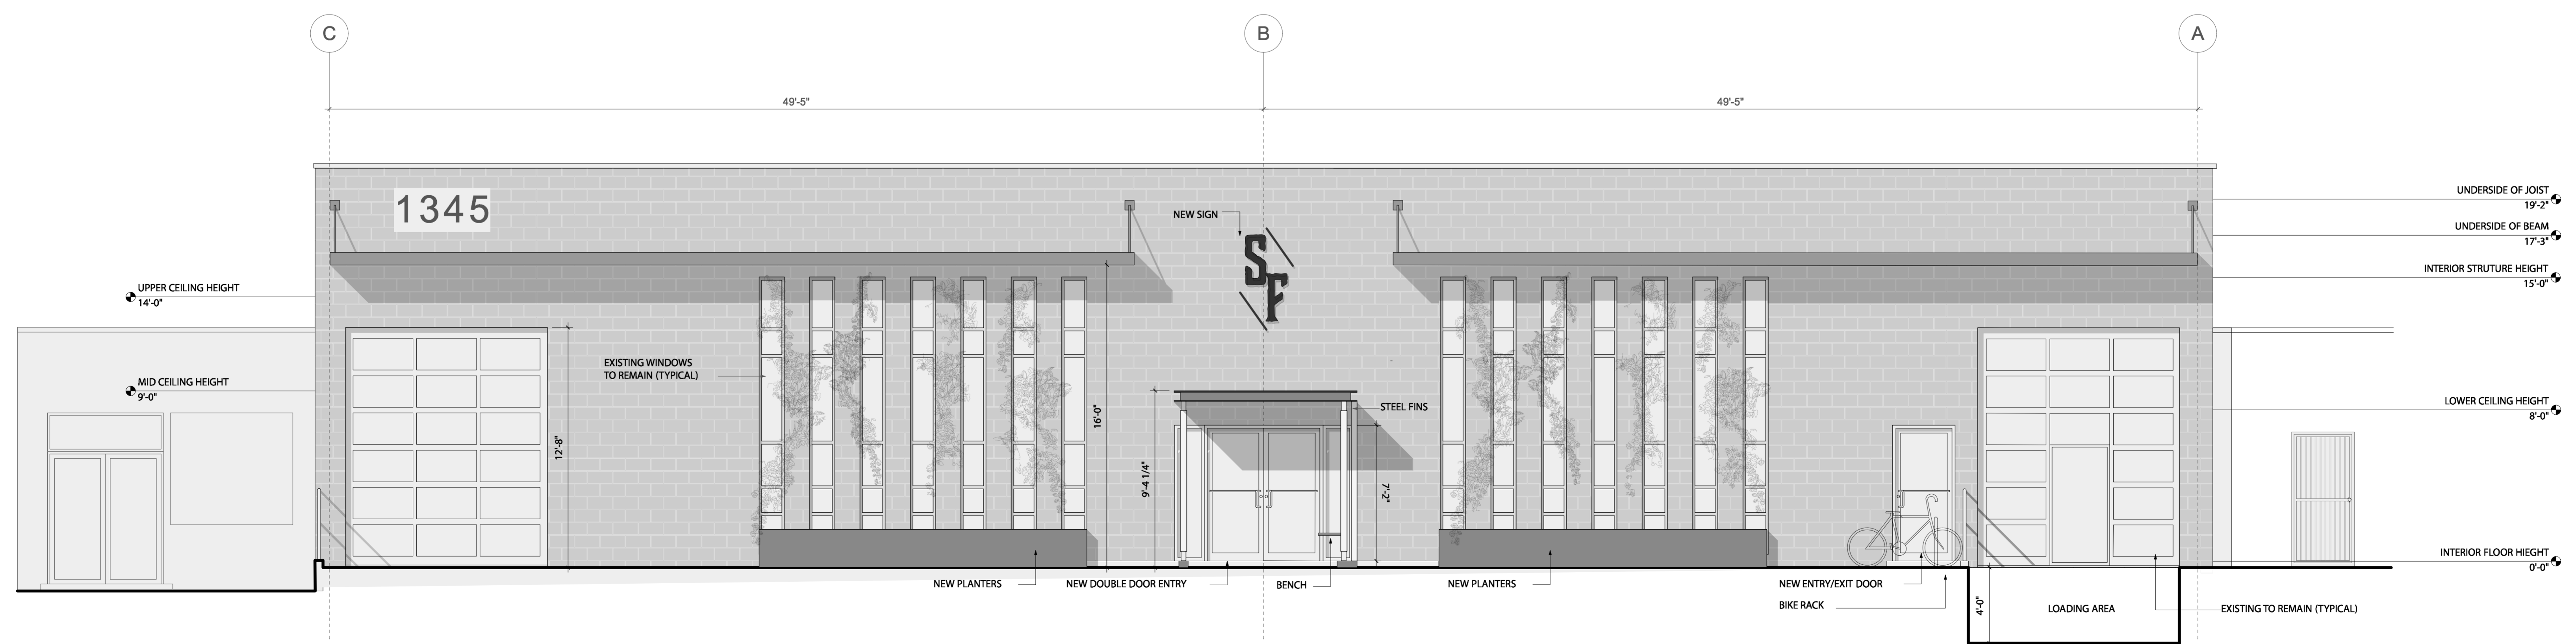 C
B
A
49'-5"
49'-5"
1345
NEW SIGN
SF
UNDERSIDE OF JOIST
19'-2"
UNDERSIDE OF BEAM
17'-3"
INTERIOR STRUTURE HEIGHT
15'-0"
UPPER CEILING HEIGHT
14'-0"
EXISTING WINDOWS
TO REMAIN (TYPICAL)
MID CEILING HEIGHT
9'-0"
STEEL FINS
LOWER CEILING HEIGHT
8'-0"
12'-8"
16'-0"
9'-4 1/4"
7'-2"
INTERIOR FLOOR HIEGHT
0'-0"
NEW PLANTERS
NEW DOUBLE DOOR ENTRY
BENCH
NEW PLANTERS
NEW ENTRY/EXIT DOOR
BIKE RACK
4'-0"
LOADING AREA
EXISTING TO REMAIN (TYPICAL)